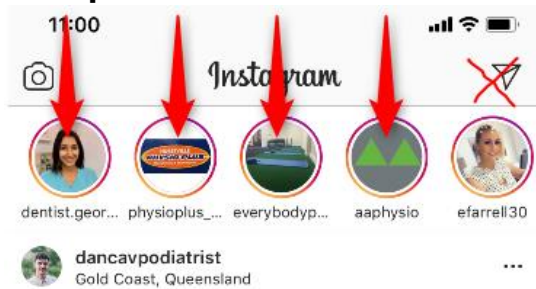 11:00
Instagram
dentist.geor... physioplus_... everybodyp... aaphysio efarrell30
dancavpodiatrist
Gold Coast, Queensland